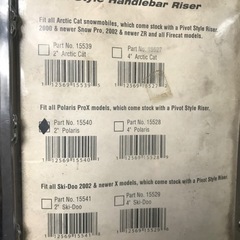 Style Handlebar Riser
Fit all Arctic Cat snowmobiles, which come stock with a Pivot Style Riser,
2000 & newer Snow Pro, 2002 & newer ZR and all Firecat models.
Part No. 15539
2" Arctic Cat
Part No. 15527
4" Arctic Cat
Fit all Polaris ProX models, which come stock with a Pivot Style Riser.
Part No. 15540
2" Polaris
Part No. 15528
4" Polaris
Fit all Ski-Doo 2002 & newer X models, which come stock with a Pivot Style Riser.
Part No. 15541
2" Ski-Doo
Part No. 15526
4" Ski-Doo